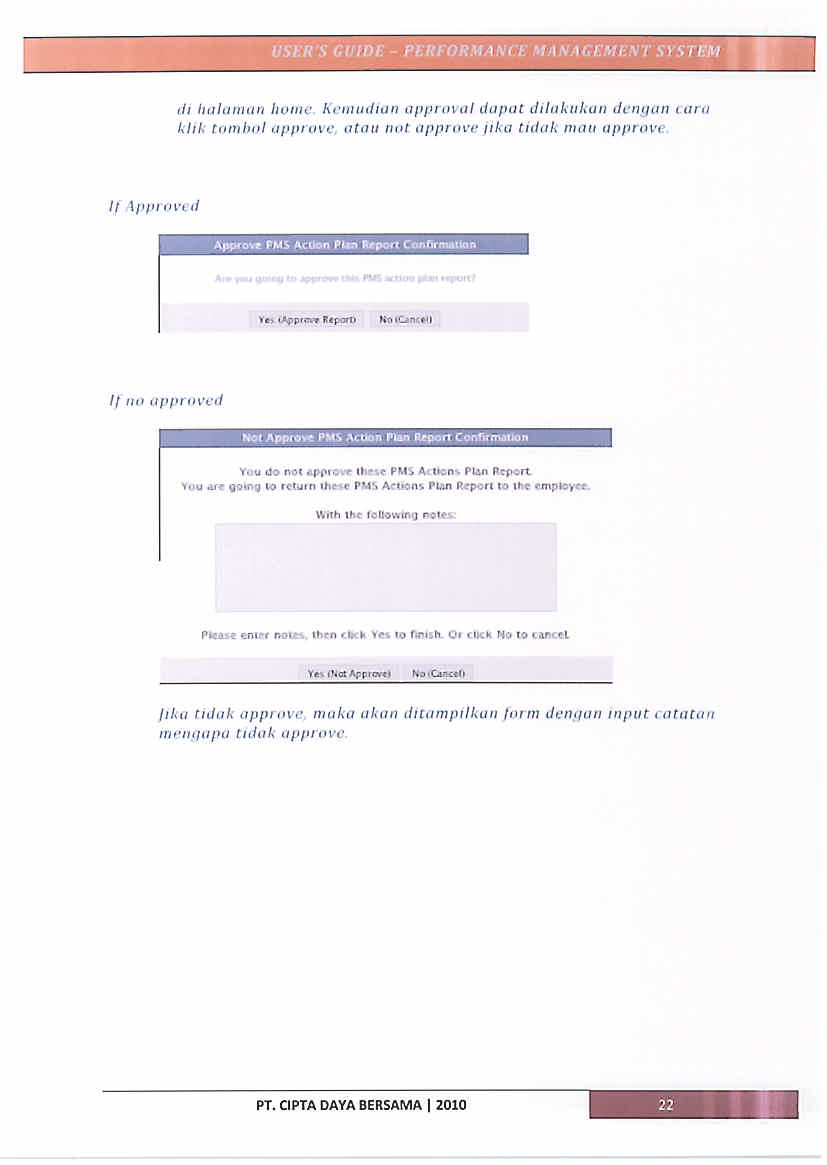 USER'S GUIDE – PERFORMANCE MANAGEMENT SYSTEM
di halaman home. Kemudian approval dapat dilakukan dengan cara
klik tombol approve, atau not approve jika tidak mau approve.
If Approved
Approve PMS Action Plan Report Confirmation
Are you going to approve this PMS action plan report?
Yes (Approve Report) No (Cancel)
If no approved
Not Approve PMS Action Plan Report Confirmation
You do not approve these PMS Actions Plan Report.
You are going to return these PMS Actions Plan Report to the employee.
With the following notes:
Please enter notes, then click Yes to finish. Or click No to cancel.
Yes (Not Approve) No (Cancel)
Jika tidak approve, maka akan ditampilkan form dengan input catatan
mengapa tidak approve.
PT. CIPTA DAYA BERSAMA | 2010 22